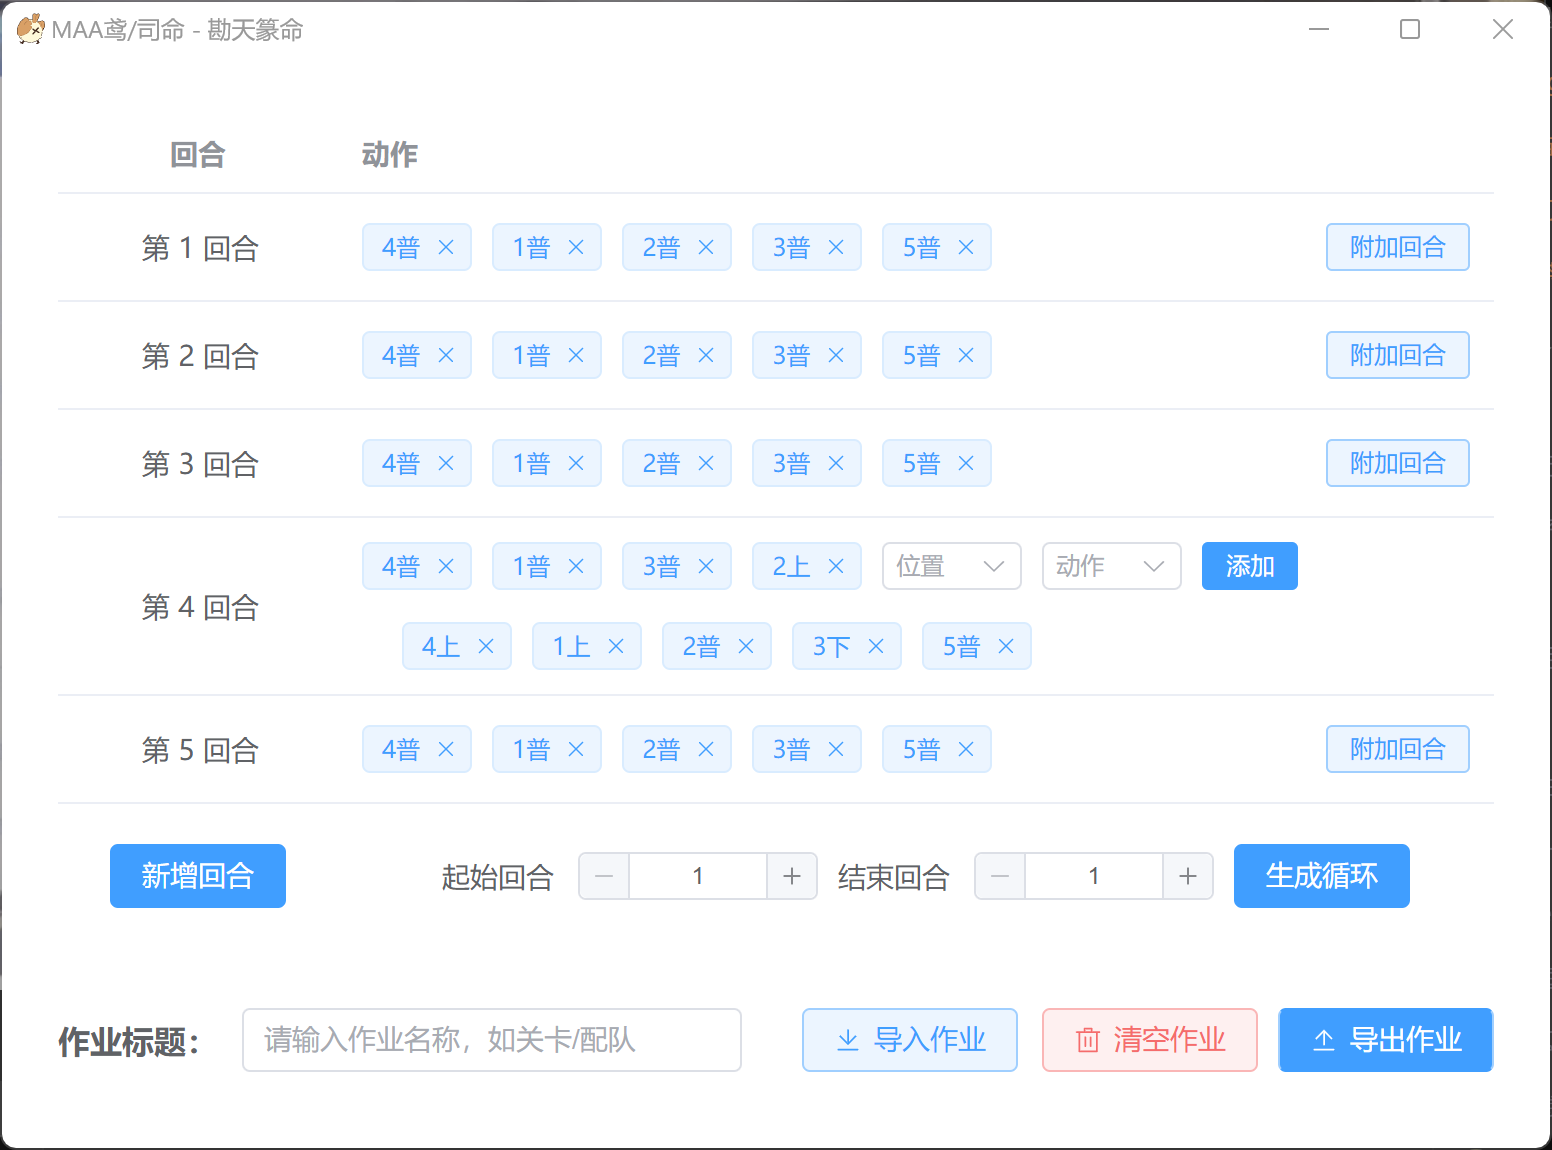 MAA鸢/司命 - 勘天篆命
回合 动作
第 1 回合 4普 1普 2普 3普 5普 附加回合
第 2 回合 4普 1普 2普 3普 5普 附加回合
第 3 回合 4普 1普 2普 3普 5普 附加回合
4普 1普 3普 2上 位置 动作 添加
第 4 回合
4上 1上 2普 3下 5普
第 5 回合 4普 1普 2普 3普 5普 附加回合
新增回合 起始回合 1 结束回合 1 生成循环
作业标题： 请输入作业名称，如关卡/配队 导入作业 清空作业 导出作业